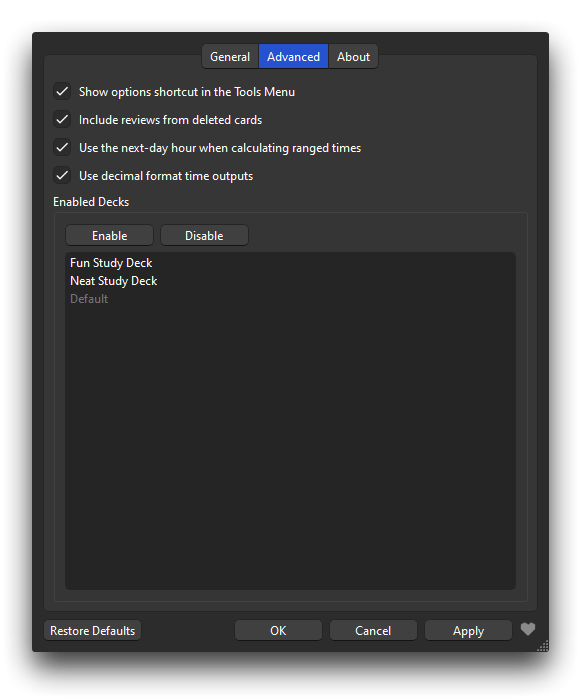 General Advanced About
Show options shortcut in the Tools Menu
Include reviews from deleted cards
Use the next-day hour when calculating ranged times
Use decimal format time outputs
Enabled Decks
Enable Disable
Fun Study Deck
Neat Study Deck
Default
Restore Defaults OK Cancel Apply